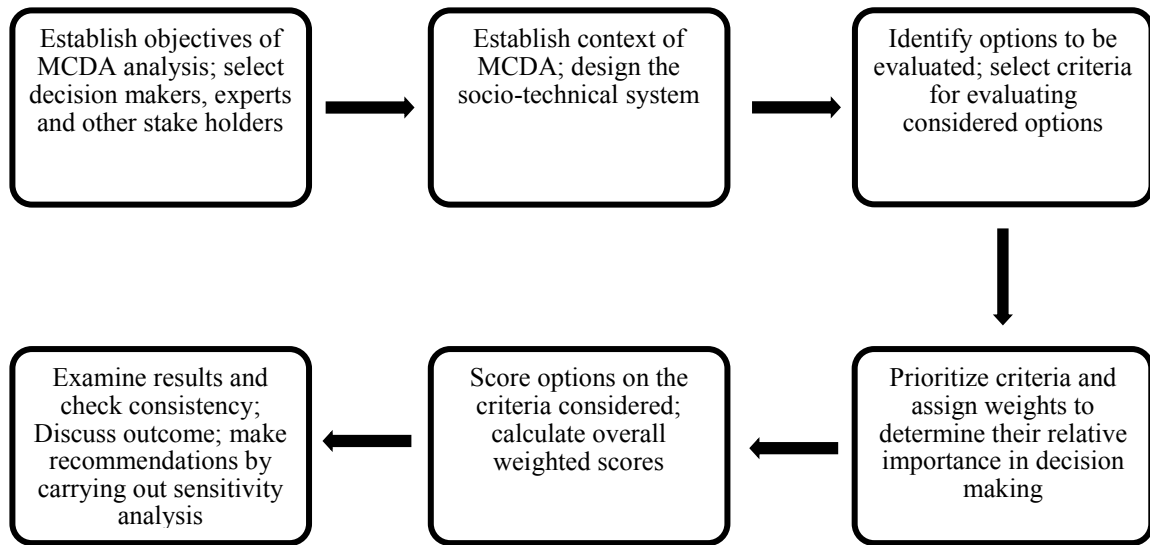 Establish objectives of
MCDA analysis; select
decision makers, experts
and other stake holders
Establish context of
MCDA; design the
socio-technical system
Identify options to be
evaluated; select criteria
for evaluating
considered options
Prioritize criteria and
assign weights to
determine their relative
importance in decision
making
Score options on the
criteria considered;
calculate overall
weighted scores
Examine results and
check consistency;
Discuss outcome; make
recommendations by
carrying out sensitivity
analysis